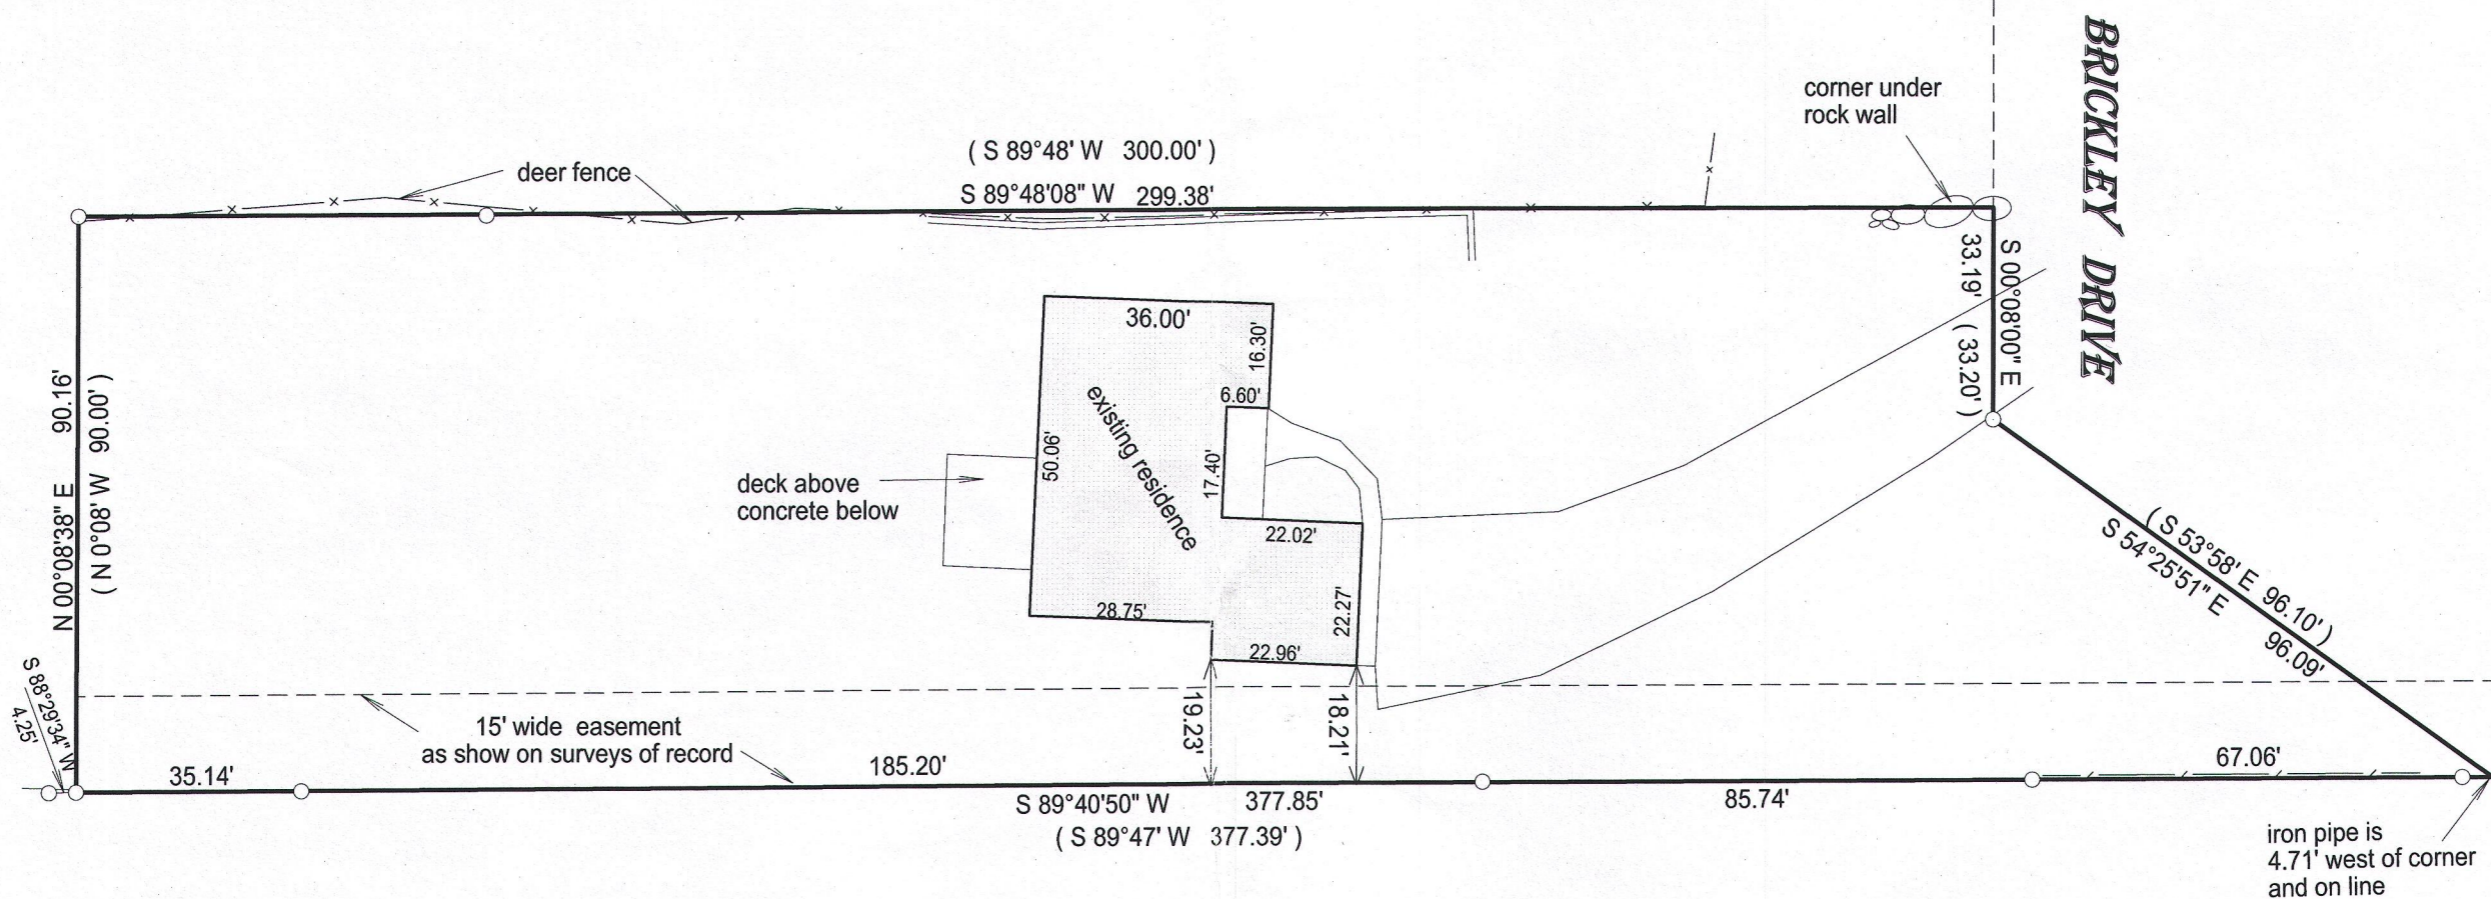 BRICKLEY DRIVE
corner under
rock wall
( S 89°48' W 300.00' )
S 89°48'08" W 299.38'
deer fence
S 00°08'00" E
33.19' ( 33.20' )
36.00'
16.30'
6.60'
existing residence
50.06'
17.40'
22.02'
deck above
concrete below
28.75'
22.27'
22.96'
N 00°08'38" E 90.16'
( N 0°08' W 90.00' )
( S 53°58' E 96.10' )
S 54°25'51" E 96.09'
S 88°29'34" W
4.25'
19.23'
18.21'
15' wide easement
as show on surveys of record
35.14'
185.20'
67.06'
S 89°40'50" W 377.85'
85.74'
( S 89°47' W 377.39' )
iron pipe is
4.71' west of corner
and on line